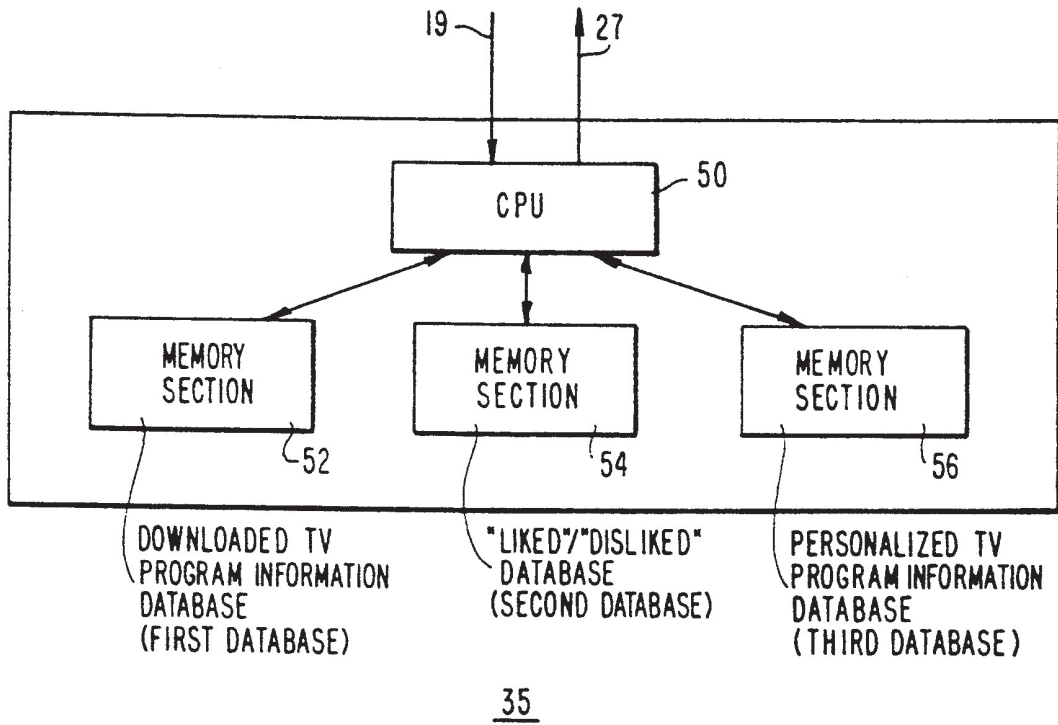 19
27
50
CPU
MEMORY
SECTION
52
MEMORY
SECTION
54
MEMORY
SECTION
56
DOWNLOADED TV
PROGRAM INFORMATION
DATABASE
(FIRST DATABASE)
"LIKED"/"DISLIKED"
DATABASE
(SECOND DATABASE)
PERSONALIZED TV
PROGRAM INFORMATION
DATABASE
(THIRD DATABASE)
35